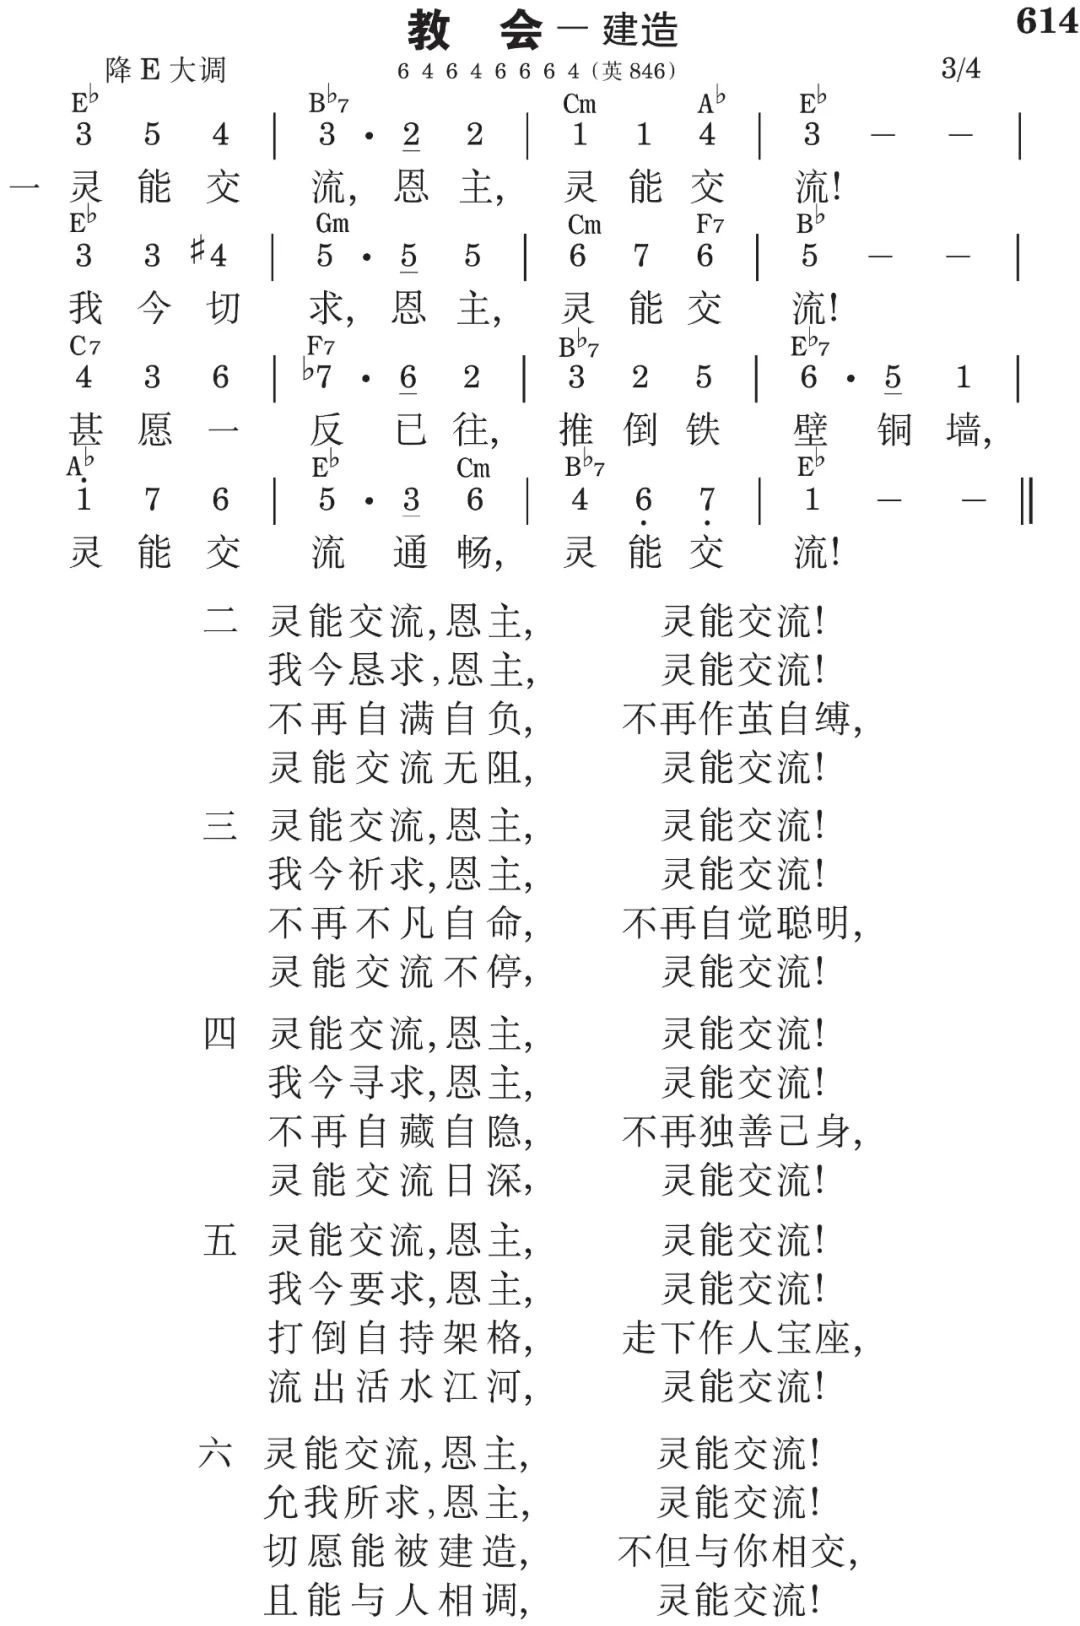 教 会 — 建造 614
降 E 大调 6 4 6 4 6 6 6 4 (英 846) 3/4
E♭ B♭7 Cm A♭ E♭
3 5 4 | 3 • 2 2 | 1 1 4 | 3 — — |
一 灵 能 交 流, 恩 主, 灵 能 交 流!
E♭ Gm Cm F7 B♭
3 3 ♯4 | 5 • 5 5 | 6 7 6 | 5 — — |
我 今 切 求, 恩 主, 灵 能 交 流!
C7 F7 B♭7 E♭7
4 3 6 | ♭7 • 6 2 | 3 2 5 | 6 • 5 1 |
甚 愿 一 反 已 往, 推 倒 铁 壁 铜 墙,
A♭ E♭ Cm B♭7 E♭
1 7 6 | 5 • 3 6 | 4 6 7 | 1 — — ‖
灵 能 交 流 通 畅, 灵 能 交 流!
二 灵能交流,恩主, 灵能交流!
我今恳求,恩主, 灵能交流!
不再自满自负, 不再作茧自缚,
灵能交流无阻, 灵能交流!
三 灵能交流,恩主, 灵能交流!
我今祈求,恩主, 灵能交流!
不再不凡自命, 不再自觉聪明,
灵能交流不停, 灵能交流!
四 灵能交流,恩主, 灵能交流!
我今寻求,恩主, 灵能交流!
不再自藏自隐, 不再独善己身,
灵能交流日深, 灵能交流!
五 灵能交流,恩主, 灵能交流!
我今要求,恩主, 灵能交流!
打倒自持架格, 走下作人宝座,
流出活水江河, 灵能交流!
六 灵能交流,恩主, 灵能交流!
允我所求,恩主, 灵能交流!
切愿能被建造, 不但与你相交,
且能与人相调, 灵能交流!